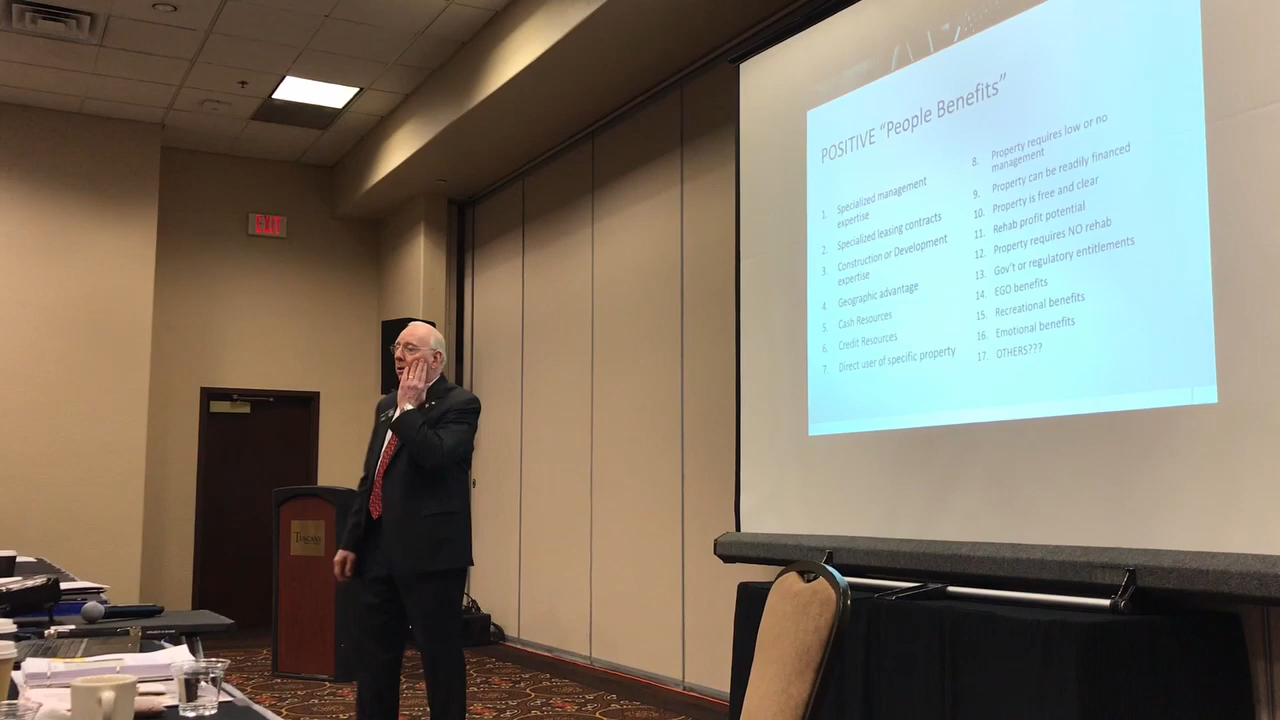 EXIT
TUSCANY
POSITIVE "People Benefits"
1. Specialized management
expertise
2. Specialized leasing contracts
3. Construction or Development
expertise
4. Geographic advantage
5. Cash Resources
6. Credit Resources
7. Direct user of specific property
8. Property requires low or no
management
9. Property can be readily financed
10. Property is free and clear
11. Rehab profit potential
12. Property requires NO rehab
13. Gov't or regulatory entitlements
14. EGO benefits
15. Recreational benefits
16. Emotional benefits
17. OTHERS???